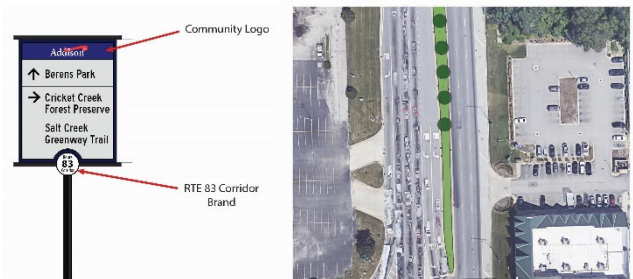 Community Logo
Addison
↑ Berens Park
→ Cricket Creek
Forest Preserve
Salt Creek
Greenway Trail
83
RTE 83 Corridor
Brand